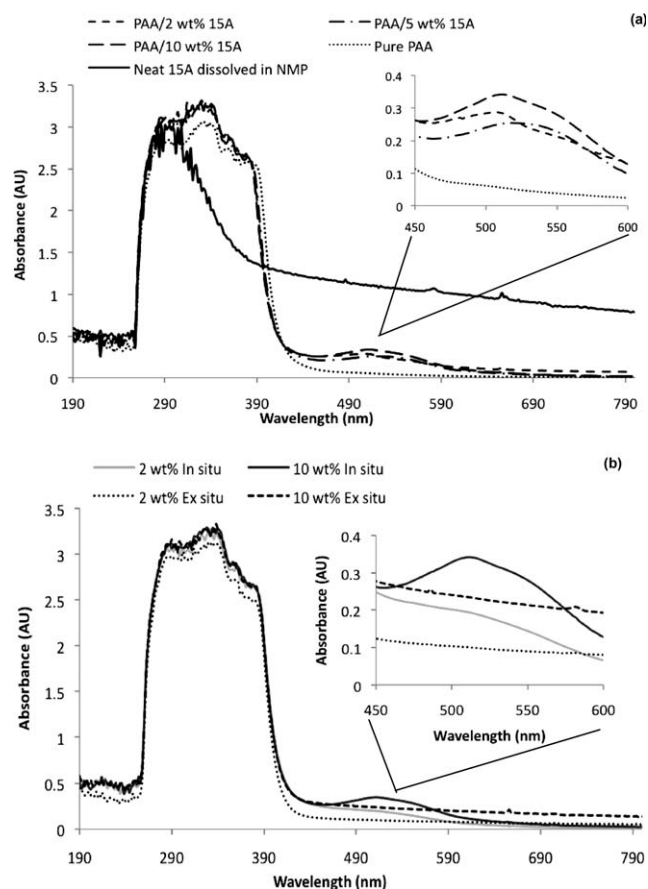 (a)
PAA/2 wt% 15A PAA/5 wt% 15A
PAA/10 wt% 15A Pure PAA
Neat 15A dissolved in NMP
3.5
3
2.5
2
1.5
1
0.5
0
Absorbance (AU)
190 290 390 490 590 690 790
Wavelength (nm)
0.4
0.3
0.2
0.1
0
450 500 550 600
(b)
2 wt% In situ 10 wt% In situ
2 wt% Ex situ 10 wt% Ex situ
3.5
3
2.5
2
1.5
1
0.5
0
Absorbance (AU)
190 290 390 490 590 690 790
Wavelength (nm)
0.4
0.3
0.2
0.1
0
Absorbance (AU)
450 500 550 600
Wavelength (nm)